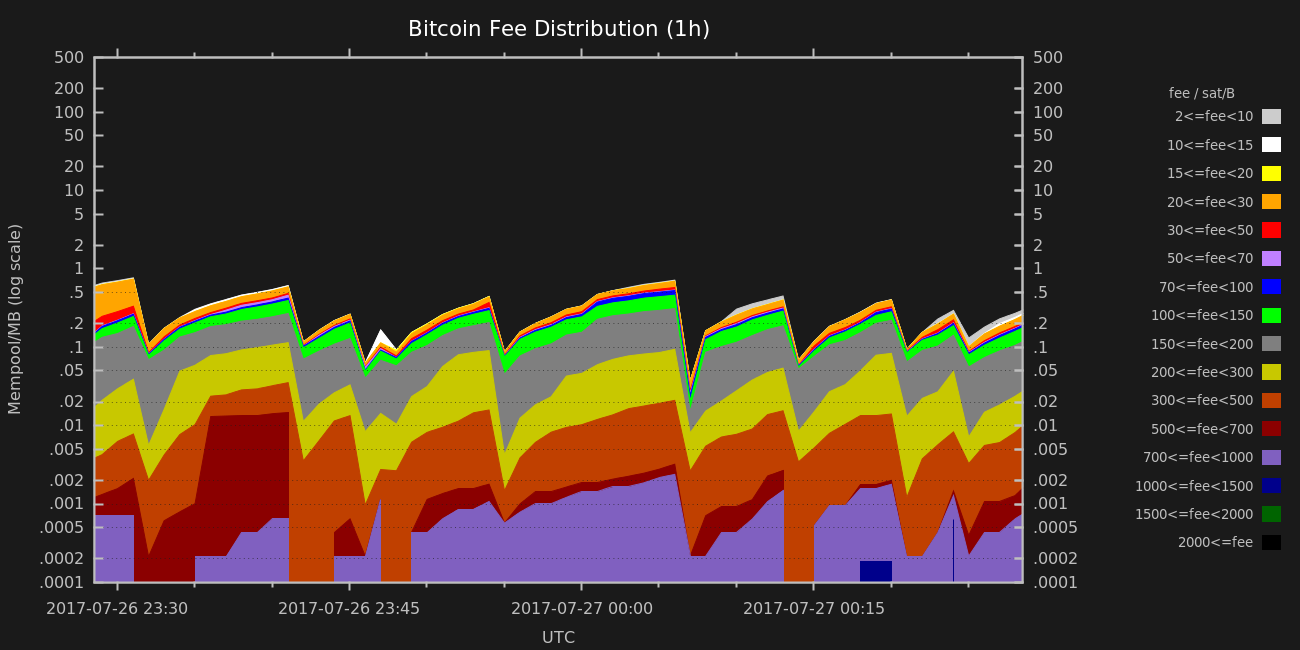 Bitcoin Fee Distribution (1h)
Mempool/MB (log scale)
500
200
100
50
20
10
5
2
1
.5
.2
.1
.05
.02
.01
.005
.002
.001
.0005
.0002
.0001
500
200
100
50
20
10
5
2
1
.5
.2
.1
.05
.02
.01
.005
.002
.001
.0005
.0002
.0001
2017-07-26 23:30
2017-07-26 23:45
2017-07-27 00:00
2017-07-27 00:15
UTC
fee / sat/B
2<=fee<10
10<=fee<15
15<=fee<20
20<=fee<30
30<=fee<50
50<=fee<70
70<=fee<100
100<=fee<150
150<=fee<200
200<=fee<300
300<=fee<500
500<=fee<700
700<=fee<1000
1000<=fee<1500
1500<=fee<2000
2000<=fee